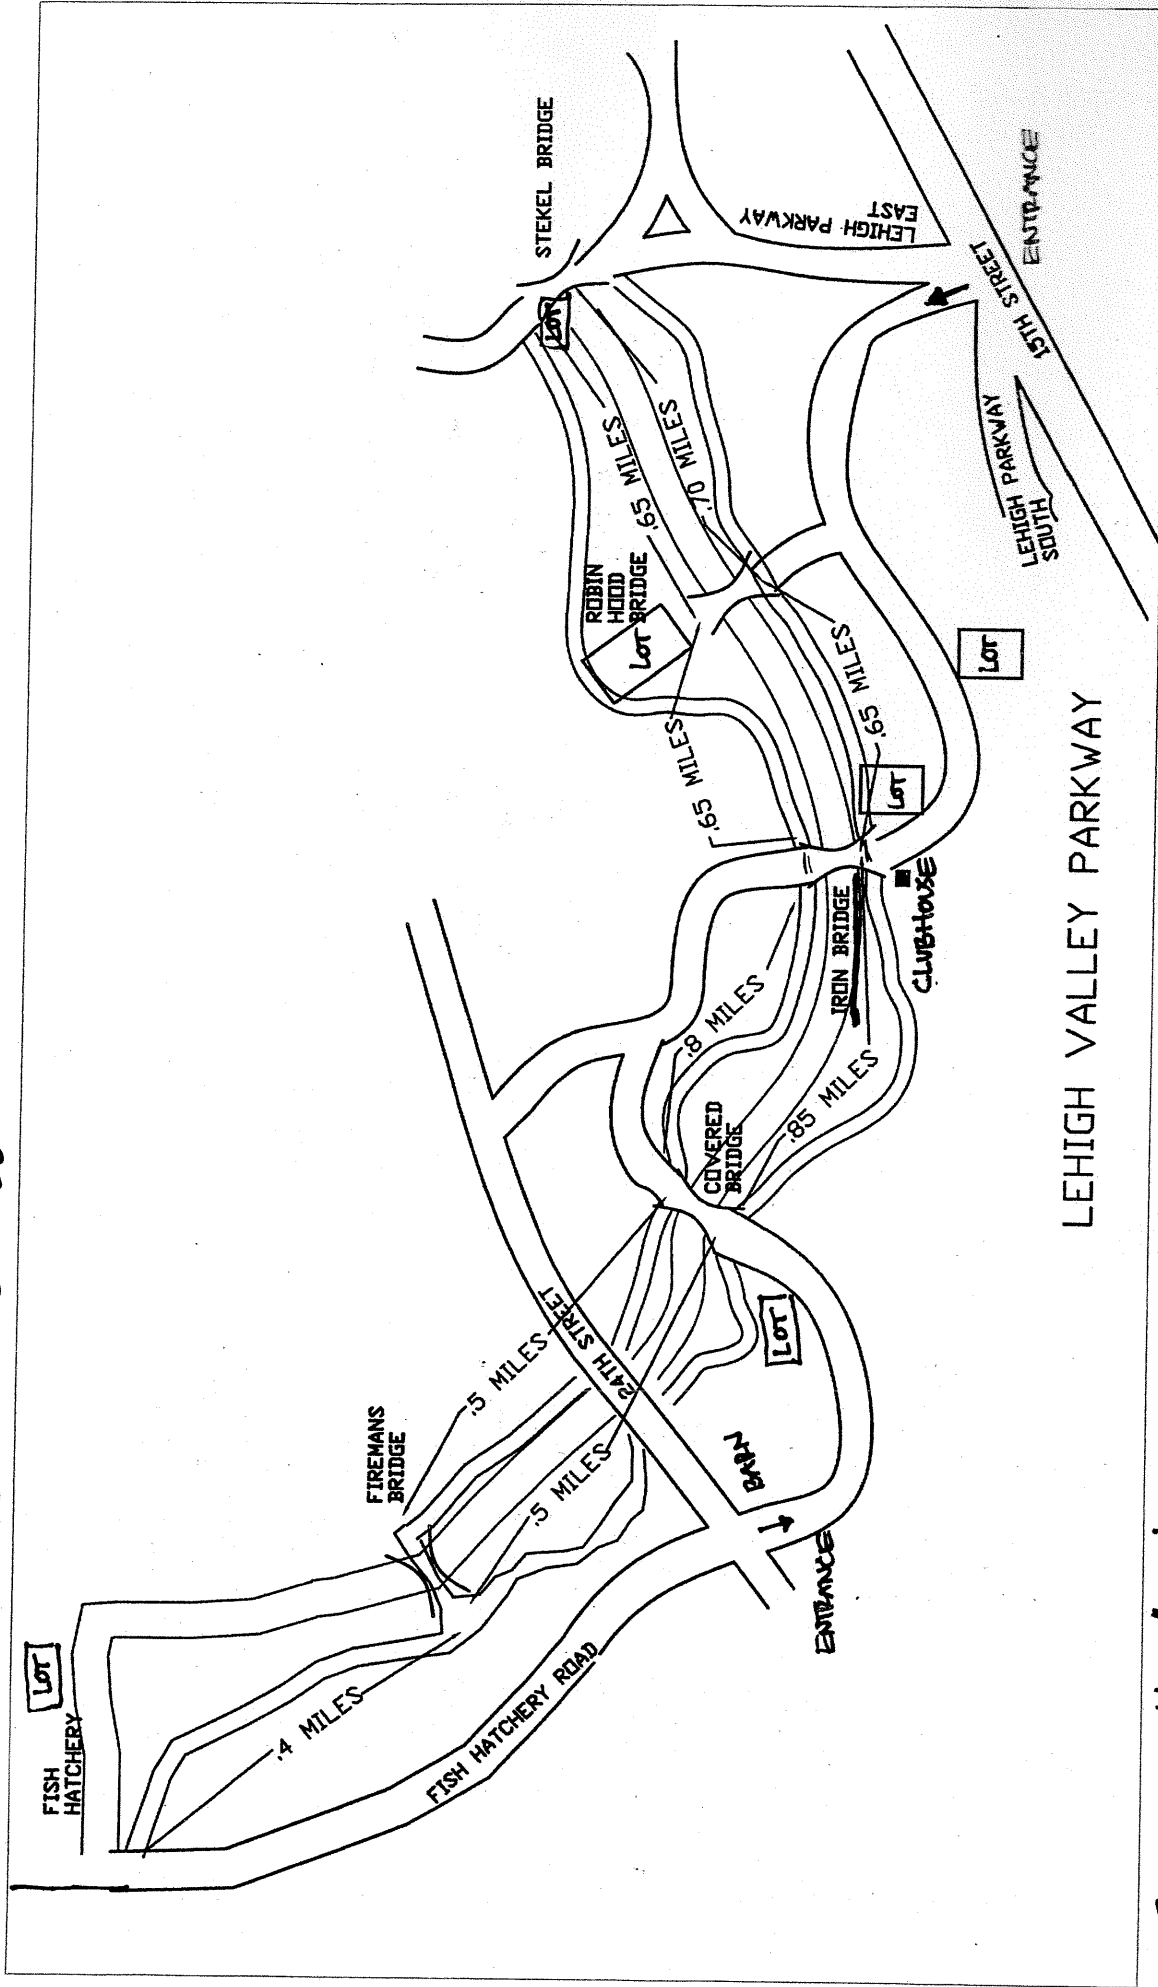 FISH
HATCHERY
LOT
.4 MILES
FISH HATCHERY ROAD
FIREMANS
BRIDGE
.5 MILES
.5 MILES
24TH STREET
ENTRANCE
BARN
LOT
COVERED
BRIDGE
.8 MILES
.85 MILES
IRON BRIDGE
CLUBHOUSE
LOT
.65 MILES
.65 MILES
ROBIN
HOOD
BRIDGE
LOT
LOT
.65 MILES
.70 MILES
LOT
STEKEL BRIDGE
LEHIGH PARKWAY
EAST
LEHIGH PARKWAY
SOUTH
15TH STREET
ENTRANCE
LEHIGH VALLEY PARKWAY